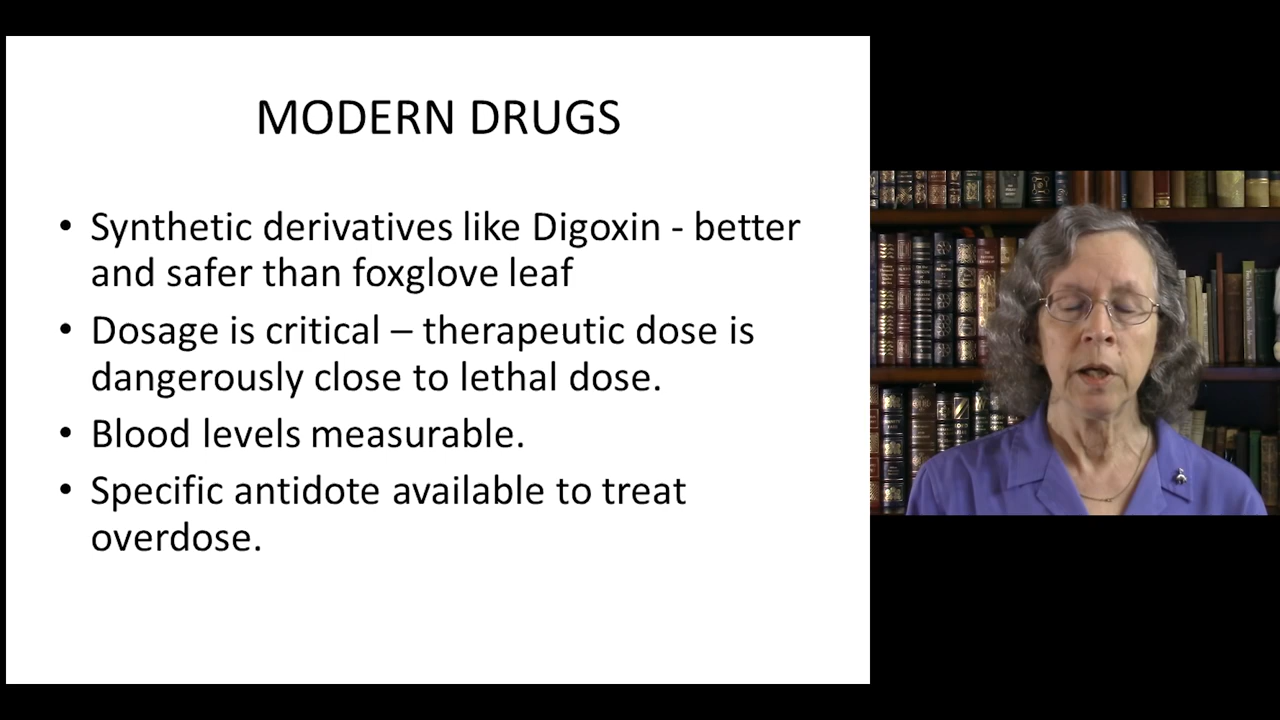 MODERN DRUGS
• Synthetic derivatives like Digoxin - better
and safer than foxglove leaf
• Dosage is critical – therapeutic dose is
dangerously close to lethal dose.
• Blood levels measurable.
• Specific antidote available to treat
overdose.